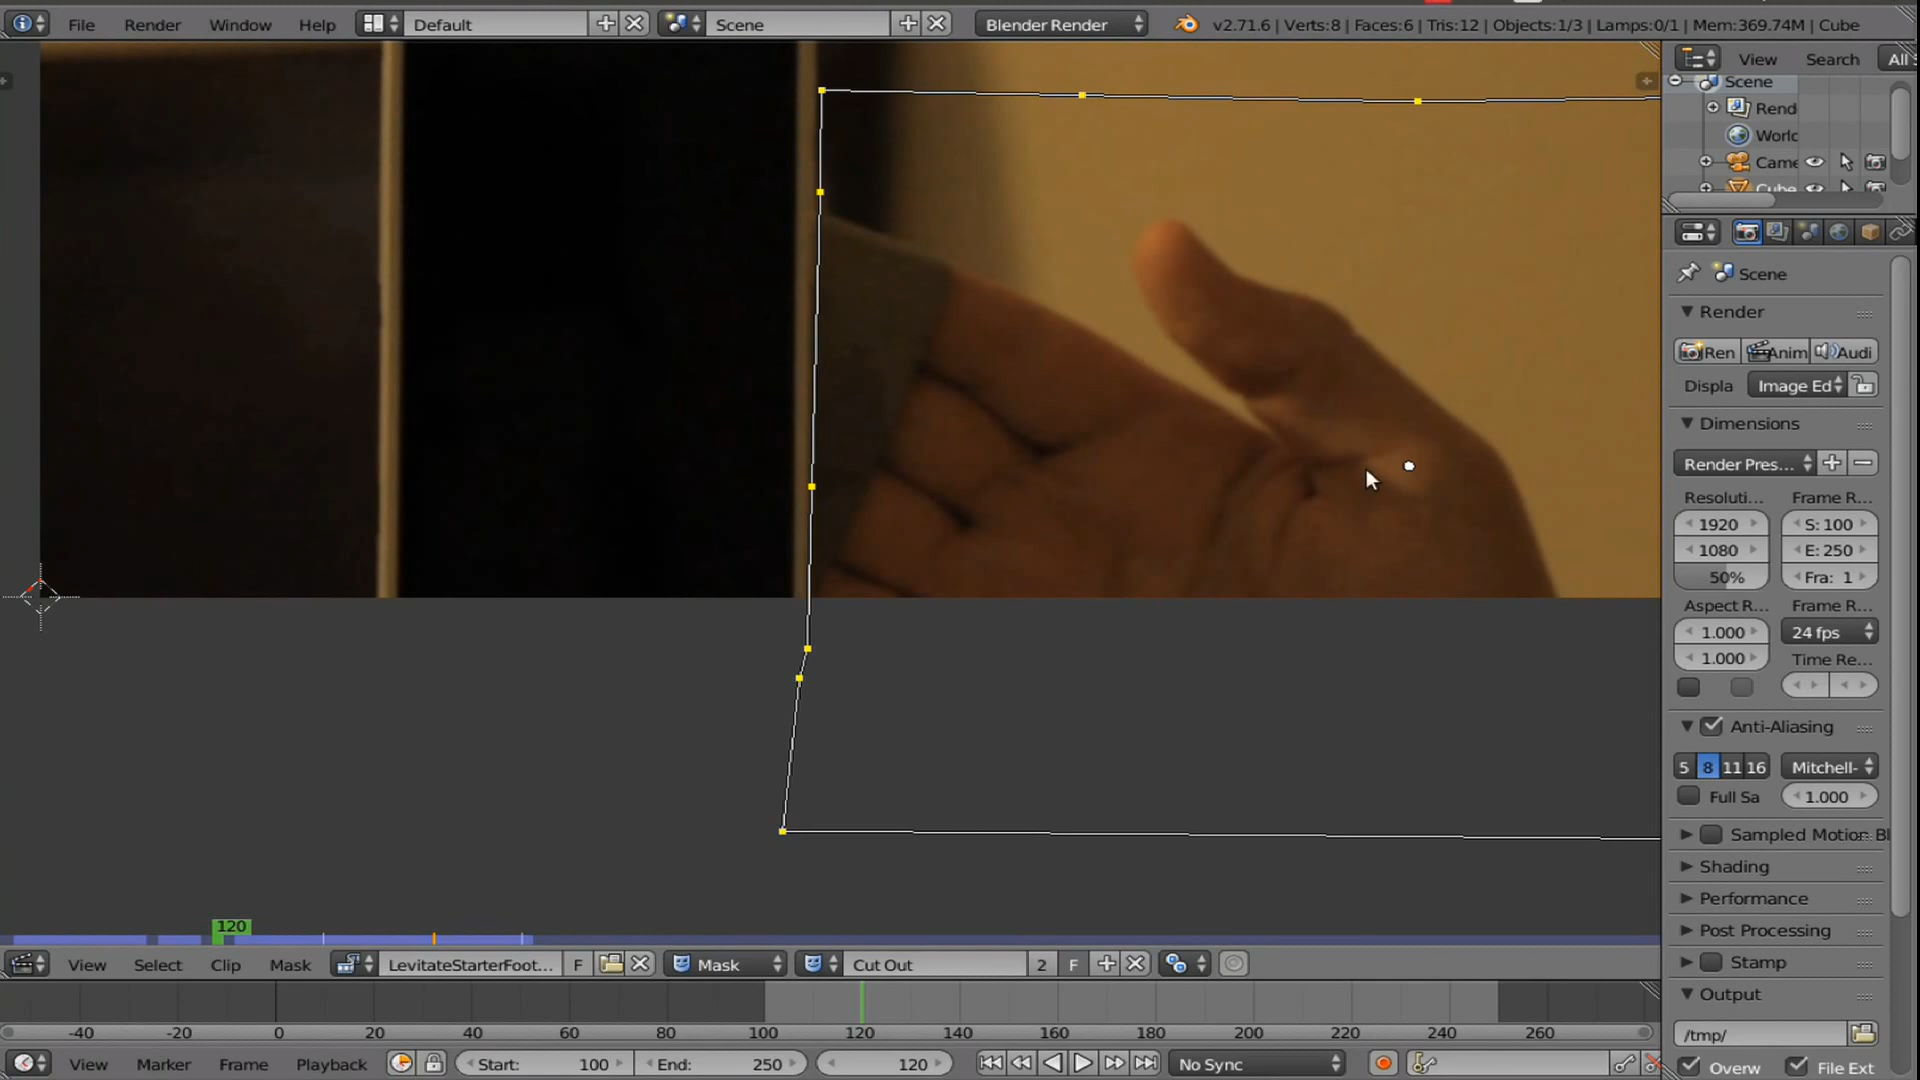 File Render Window Help Default Scene Blender Render v2.71.6 | Verts:8 | Faces:6 | Tris:12 | Objects:1/3 | Lamps:0/1 | Mem:369.74M | Cube
View Search All
Scene
Rend
World
Came
Cube
Scene
Render
Ren Anim Audi
Displa Image Ed
Dimensions
Render Pres...
Resoluti... Frame R...
1920 S: 100
1080 E: 250
50% Fra: 1
Aspect R... Frame R...
1.000 24 fps
1.000 Time Re...
Anti-Aliasing
5 8 11 16 Mitchell-
Full Sa 1.000
Sampled Motion Bl
Shading
Performance
Post Processing
Stamp
Output
/tmp/
Overw File Ext
120
View Select Clip Mask LevitateStarterFoot... F Mask Cut Out 2 F
-40 -20 0 20 40 60 80 100 120 140 160 180 200 220 240 260
View Marker Frame Playback Start: 100 End: 250 120 No Sync